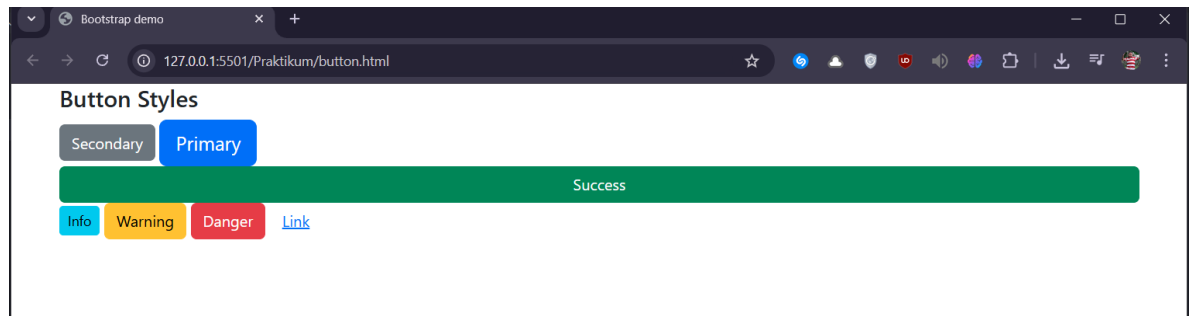 Bootstrap demo
127.0.0.1:5501/Praktikum/button.html
Button Styles
Secondary Primary
Success
Info Warning Danger Link